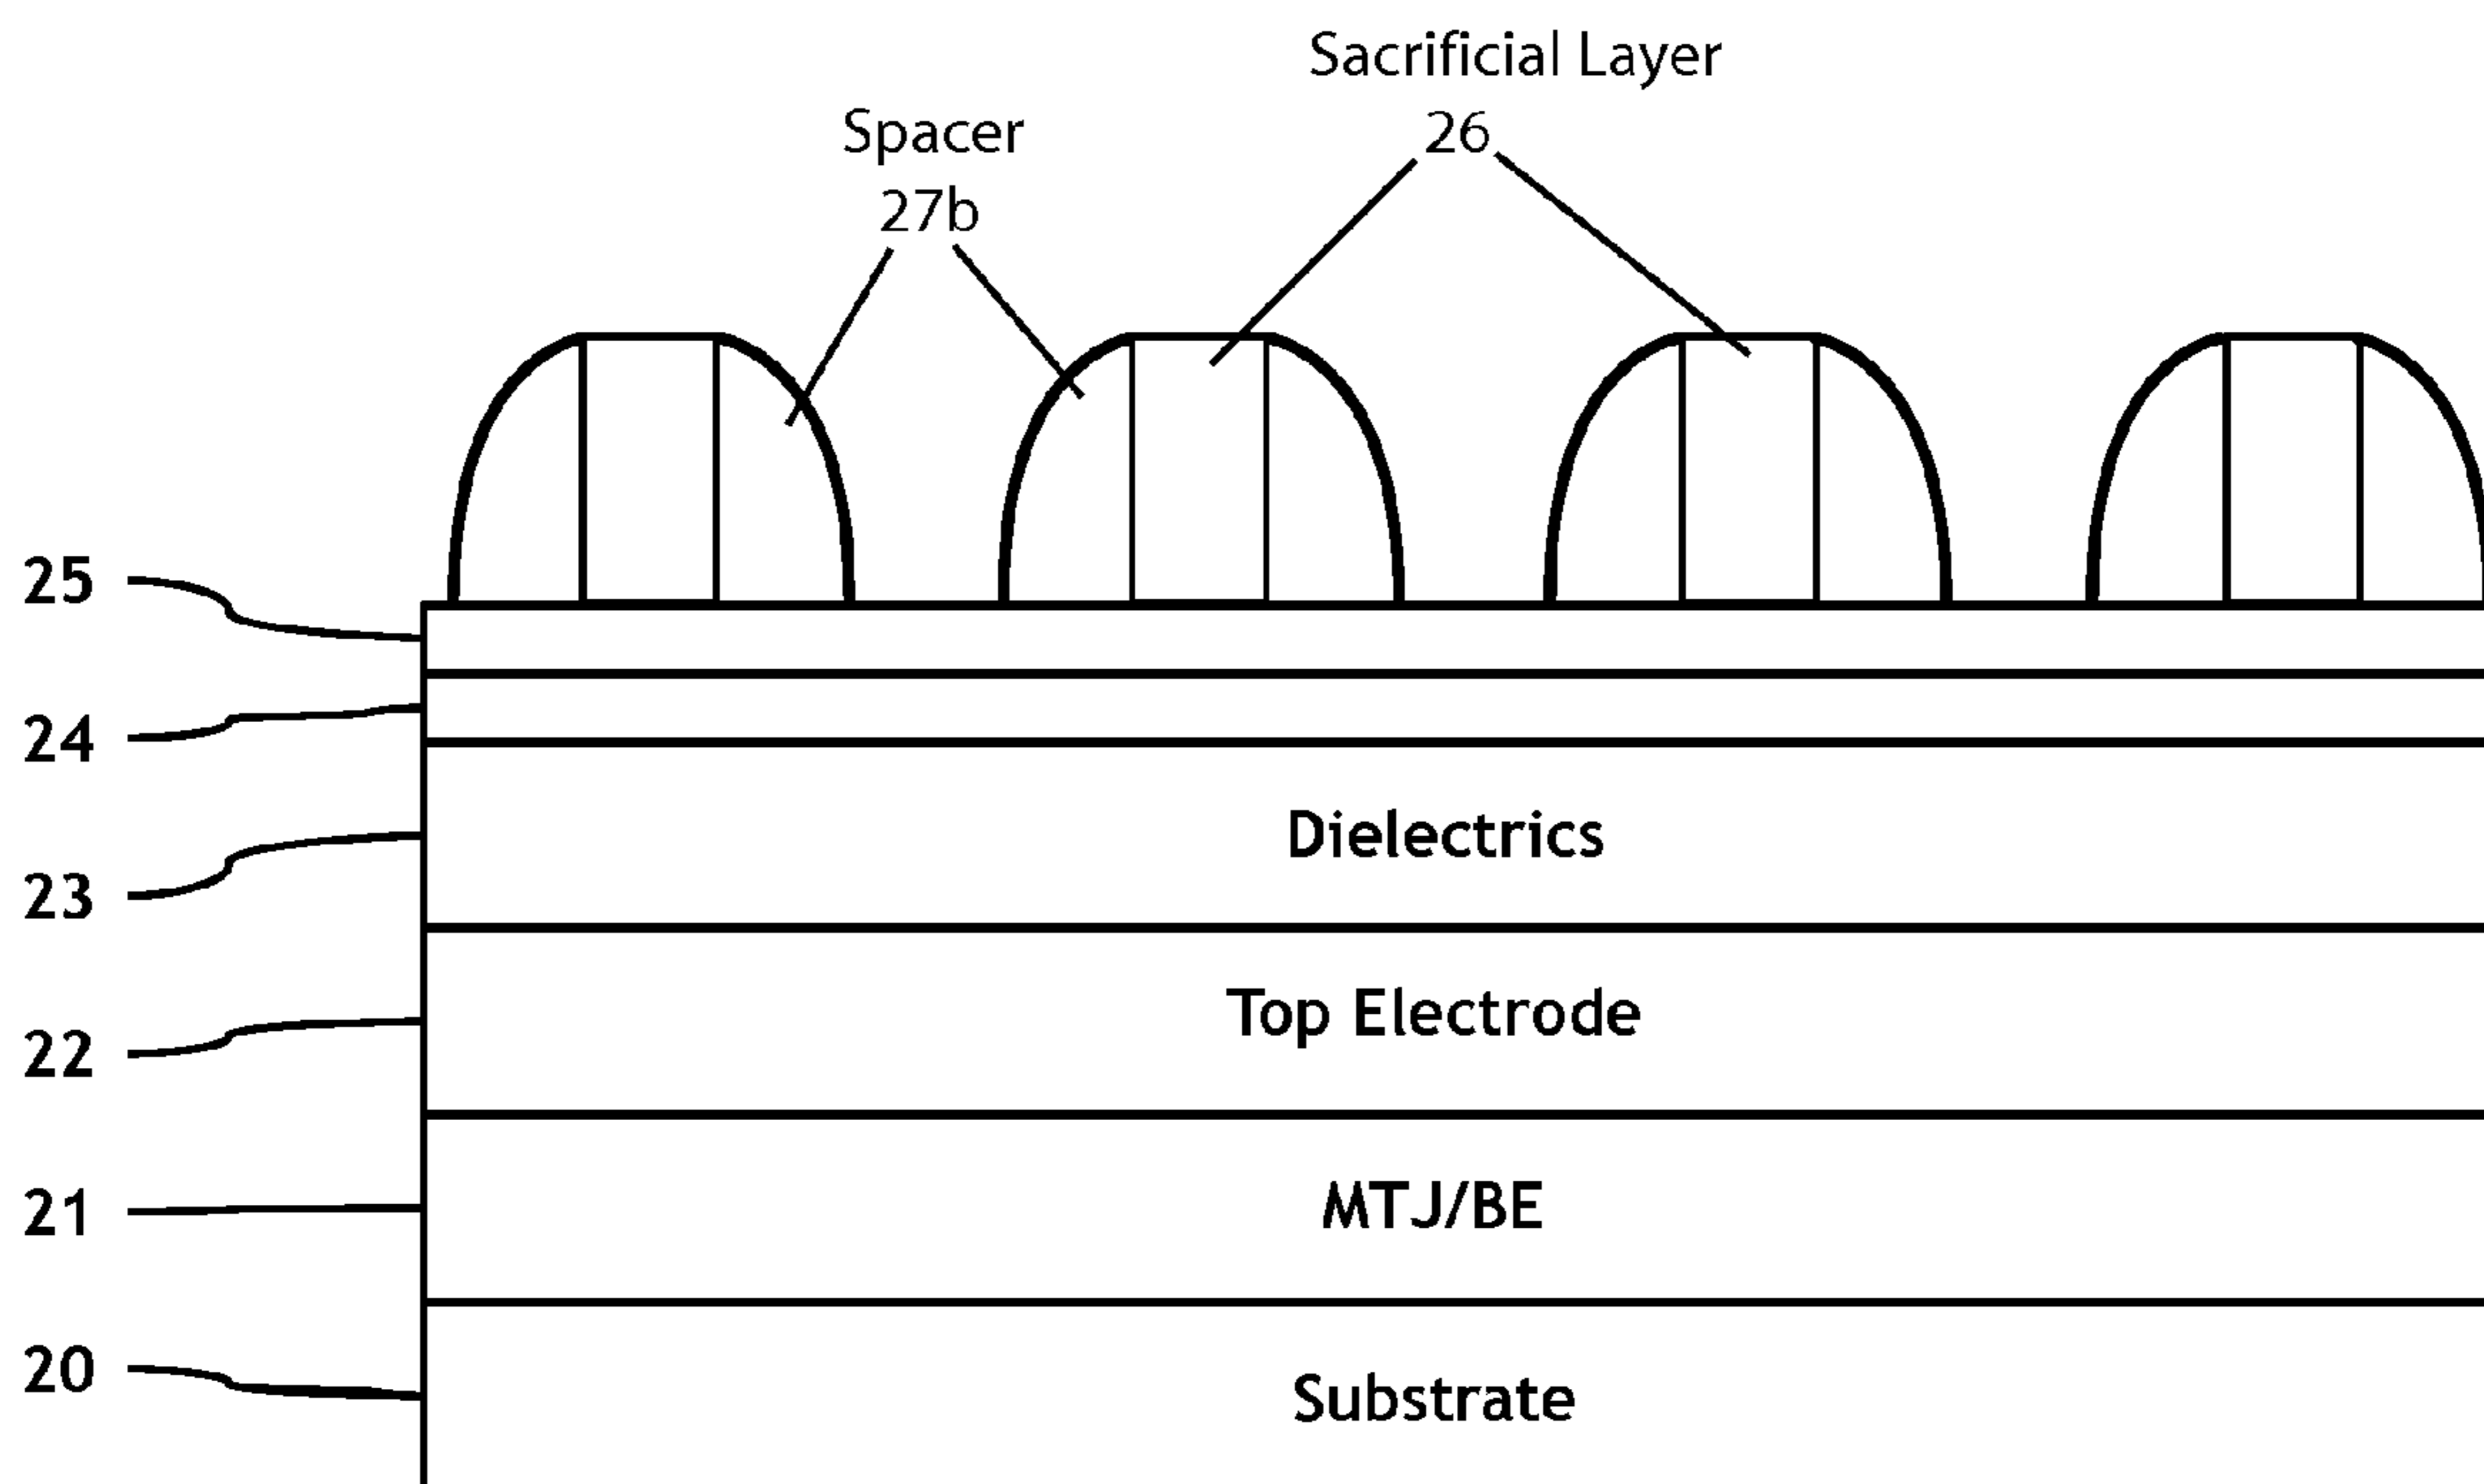 Sacrificial Layer
26
Spacer
27b
25
24
23
Dielectrics
22
Top Electrode
21
MTJ/BE
20
Substrate